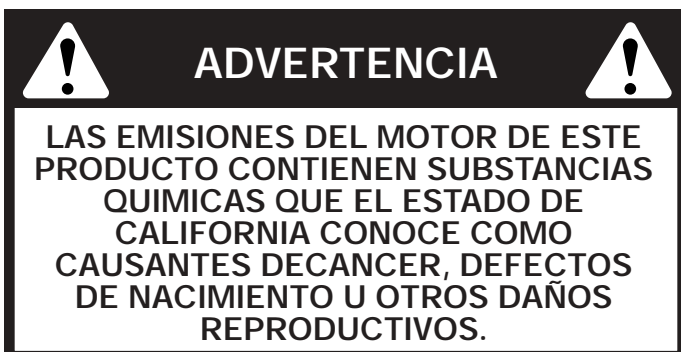 ADVERTENCIA
LAS EMISIONES DEL MOTOR DE ESTE
PRODUCTO CONTIENEN SUBSTANCIAS
QUIMICAS QUE EL ESTADO DE
CALIFORNIA CONOCE COMO
CAUSANTES DECANCER, DEFECTOS
DE NACIMIENTO U OTROS DAÑOS
REPRODUCTIVOS.